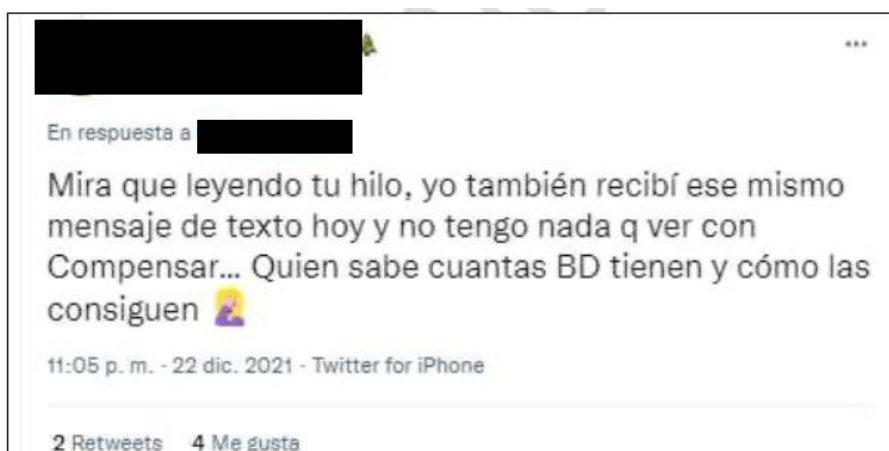 ...
En respuesta a
Mira que leyendo tu hilo, yo también recibí ese mismo
mensaje de texto hoy y no tengo nada q ver con
Compensar... Quien sabe cuantas BD tienen y cómo las
consiguen 🤦‍♀️
11:05 p. m. · 22 dic. 2021 · Twitter for iPhone
2 Retweets 4 Me gusta